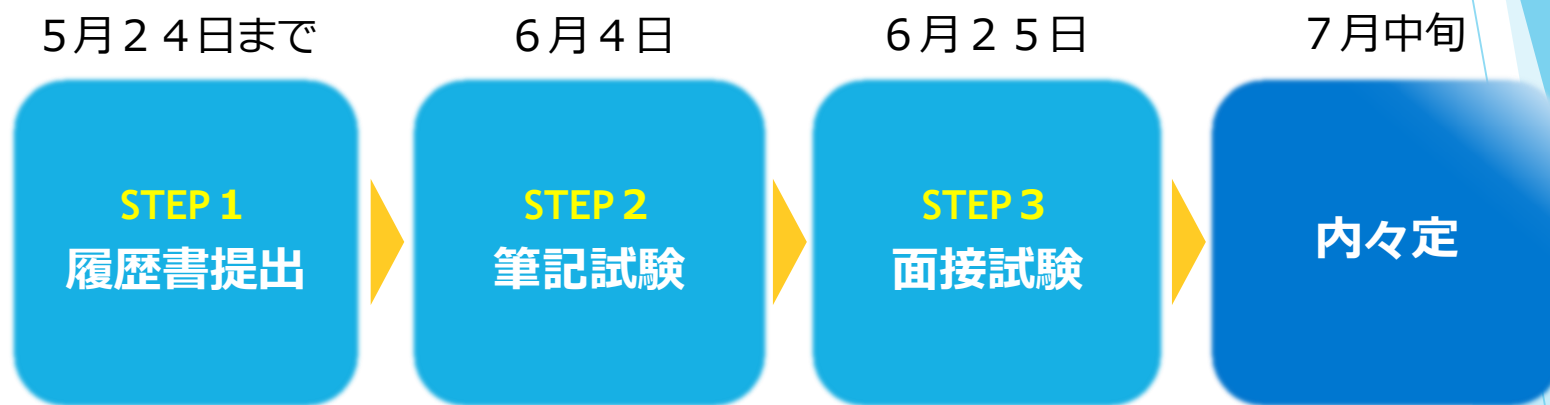 5月24日まで
6月4日
6月25日
7月中旬
STEP1
履歴書提出
STEP2
筆記試験
STEP3
面接試験
内々定